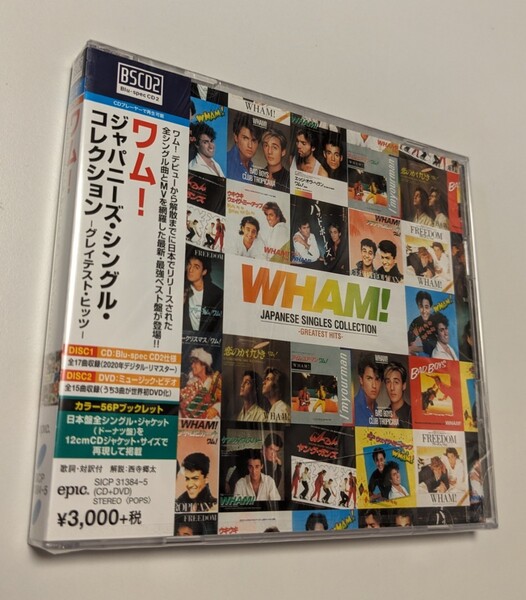 BSCD2
Blu-spec CD2
CDプレーヤーで再生可能
ワム!
ジャパニーズ・シングル・
コレクション
-グレイテスト・ヒッツ-
ワム! デビューから解散までに日本でリリースされた
全シングル曲とMVを網羅した最新・最強ベスト盤が登場!!
DISC1 CD:Blu-spec CD2仕様
全17曲収録(2020年デジタル・リマスター)
DISC2 DVD:ミュージック・ビデオ
全15曲収録(うち3曲が世界初DVD化)
カラー56Pブックレット
日本盤全シングル・ジャケット
(ドーナツ盤)を
12cmCDジャケット・サイズで
再現して掲載
歌詞・対訳付 解説:西寺郷太
epic.
SICP 31384-5
(CD+DVD)
STEREO (POPS)
¥3,000+税
WHAM!
JAPANESE SINGLES COLLECTION
-GREATEST HITS-
WHAM!
FREEDOM
BAD BOYS
CLUB TROPICANA
WHAM!
FREEDOM
WHAM!
BAD BOYS
CLUB TROPICANA
BAD BOYS
FREEDOM
WHAM!
WHAM!
FREEDOM